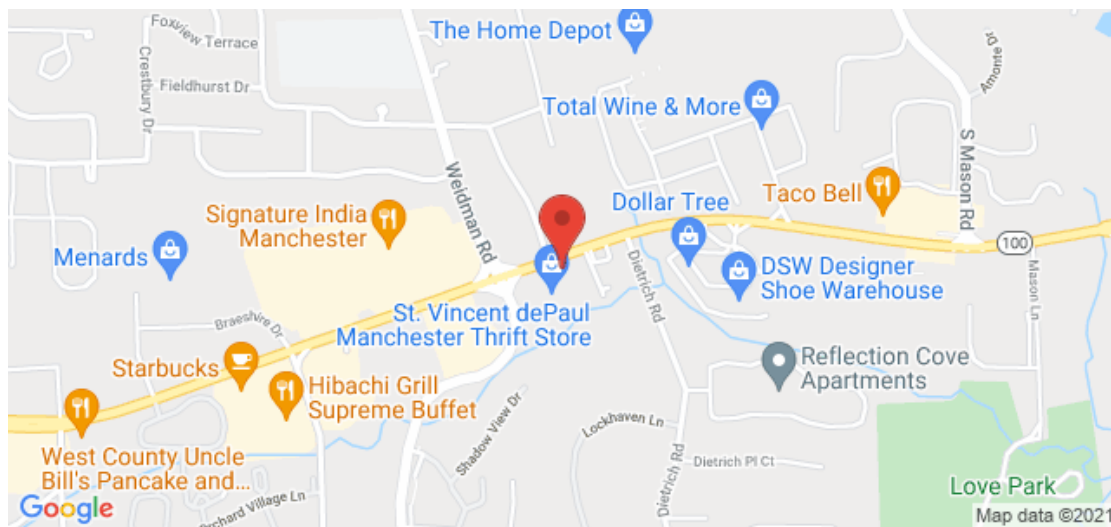 Foxview Terrace
Crestbury Dr
Fieldhurst Dr
The Home Depot
Total Wine & More
Amonte Dr
S Mason Rd
Weidman Rd
Taco Bell
Dollar Tree
Signature India
Manchester
Menards
100
DSW Designer
Shoe Warehouse
Dietrich Rd
Mason Ln
St. Vincent dePaul
Manchester Thrift Store
Braeshire Dr
Starbucks
Hibachi Grill
Supreme Buffet
Reflection Cove
Apartments
Shadow View Dr
Lockhaven Ln
Dietrich Rd
Dietrich Pl Ct
West County Uncle
Bill's Pancake and...
Love Park
Orchard Village Ln
Google
Map data ©2021